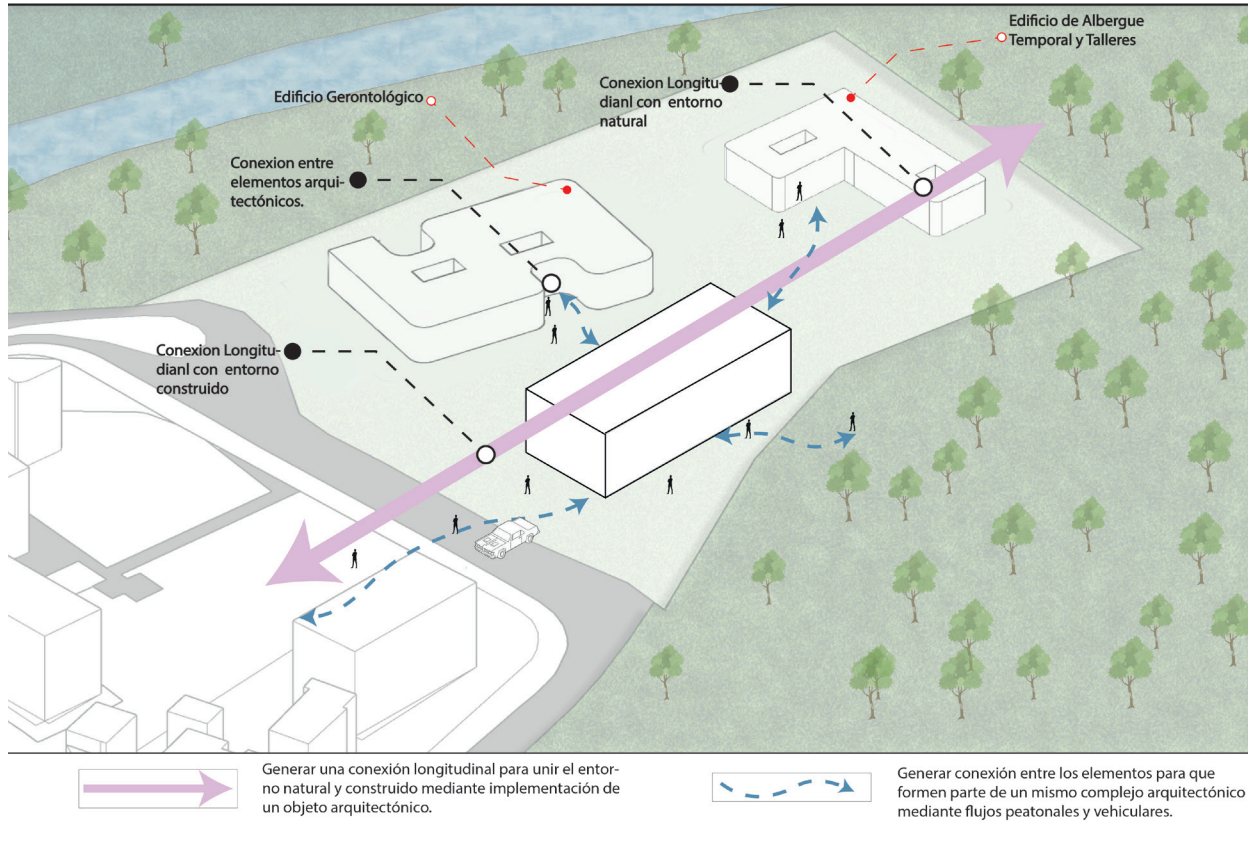 Edificio de Albergue
Temporal y Talleres
Conexion Longitu-
dianl con entorno
natural
Edificio Gerontológico
Conexion entre
elementos arqui-
tectónicos.
Conexion Longitu-
dianl con entorno
construido
Generar una conexión longitudinal para unir el entor-
no natural y construido mediante implementación de
un objeto arquitectónico.
Generar conexión entre los elementos para que
formen parte de un mismo complejo arquitectónico
mediante flujos peatonales y vehiculares.